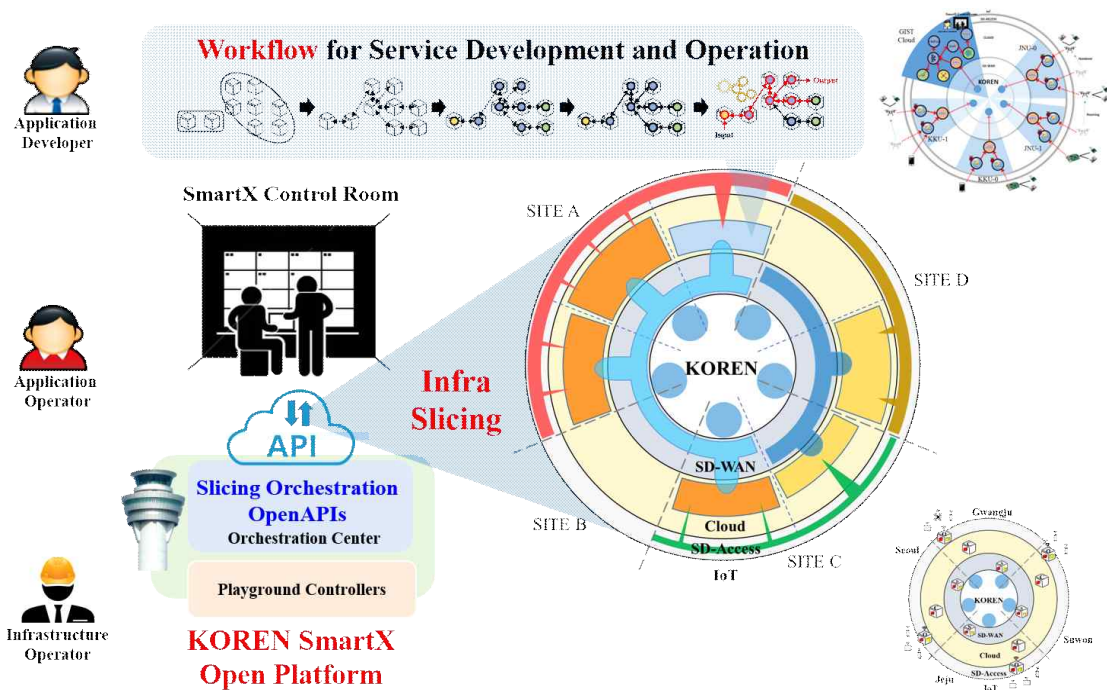 Workflow for Service Development and Operation
Output
Input
Application
Developer
GIST
Cloud
JNU-0
KOREN
KKU-1
JNU-1
KKU-0
SmartX Control Room
SITE A
SITE D
Application
Operator
Infra
Slicing
KOREN
API
SD-WAN
Slicing Orchestration
OpenAPIs
Orchestration Center
SITE B
Cloud
SD-Access
SITE C
IoT
Playground Controllers
Infrastructure
Operator
KOREN SmartX
Open Platform
Gwangju
Seoul
KOREN
SD-WAN
Suwon
Cloud
SD-Access
Jeju
IoT